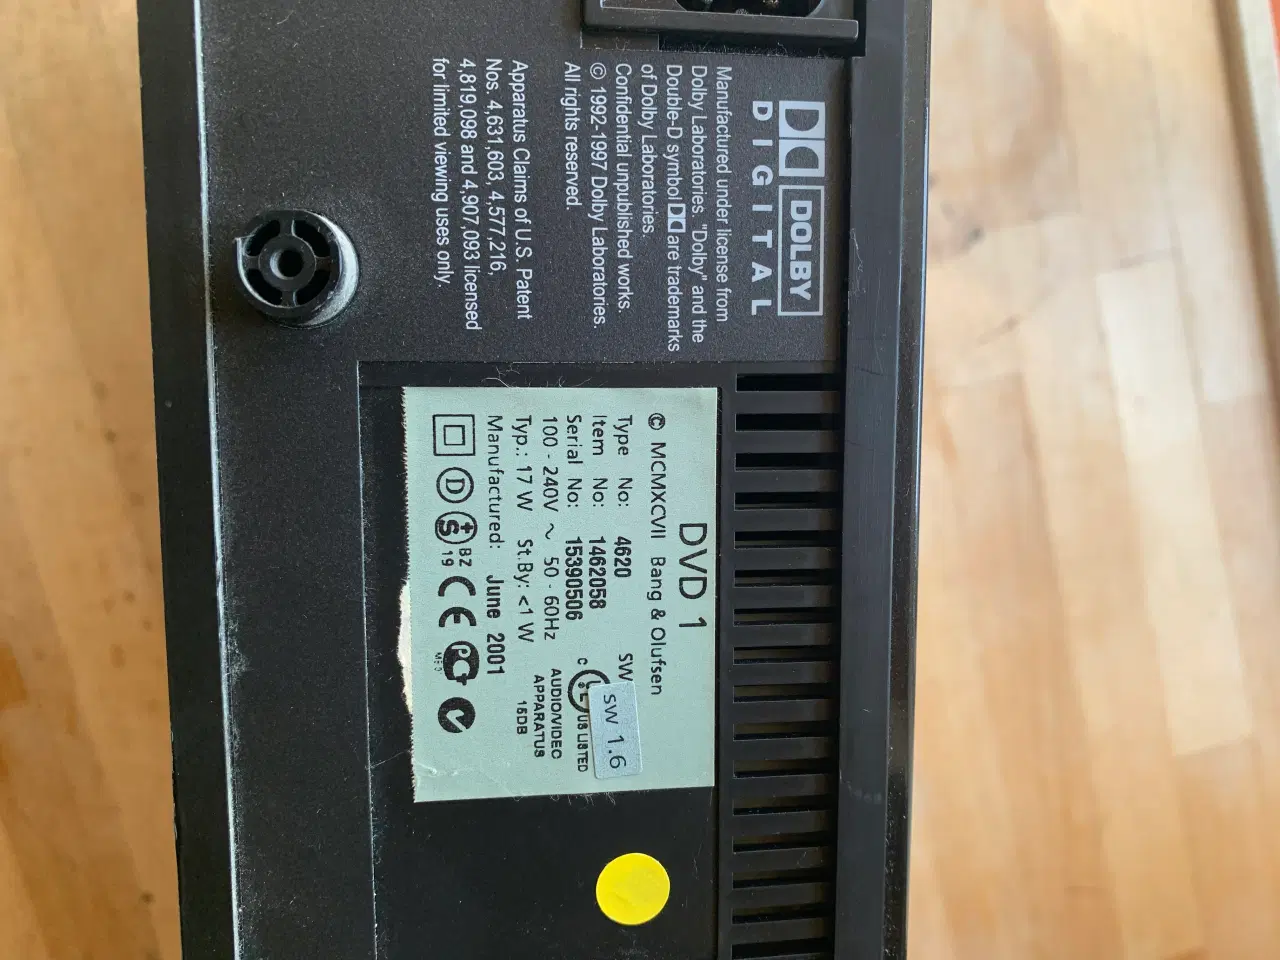 DOLBY
DIGITAL
Manufactured under license from
Dolby Laboratories. "Dolby" and the
Double-D symbol are trademarks
of Dolby Laboratories.
Confidential unpublished works.
© 1992-1997 Dolby Laboratories.
All rights reserved.
Apparatus Claims of U.S. Patent
Nos. 4,631,603, 4,577,216,
4,819,098 and 4,907,093 licensed
for limited viewing uses only.
DVD 1
© MCMXCVII Bang & Olufsen
Type No: 4620 SW
SW 1.6
Item No: 1462058
Serial No: 15390506
C US LISTED
100 - 240V ~ 50 - 60Hz
AUDIO/VIDEO
Typ.: 17 W St.By: <1 W
APPARATUS
15DB
Manufactured: June 2001
D S BZ
19
CE